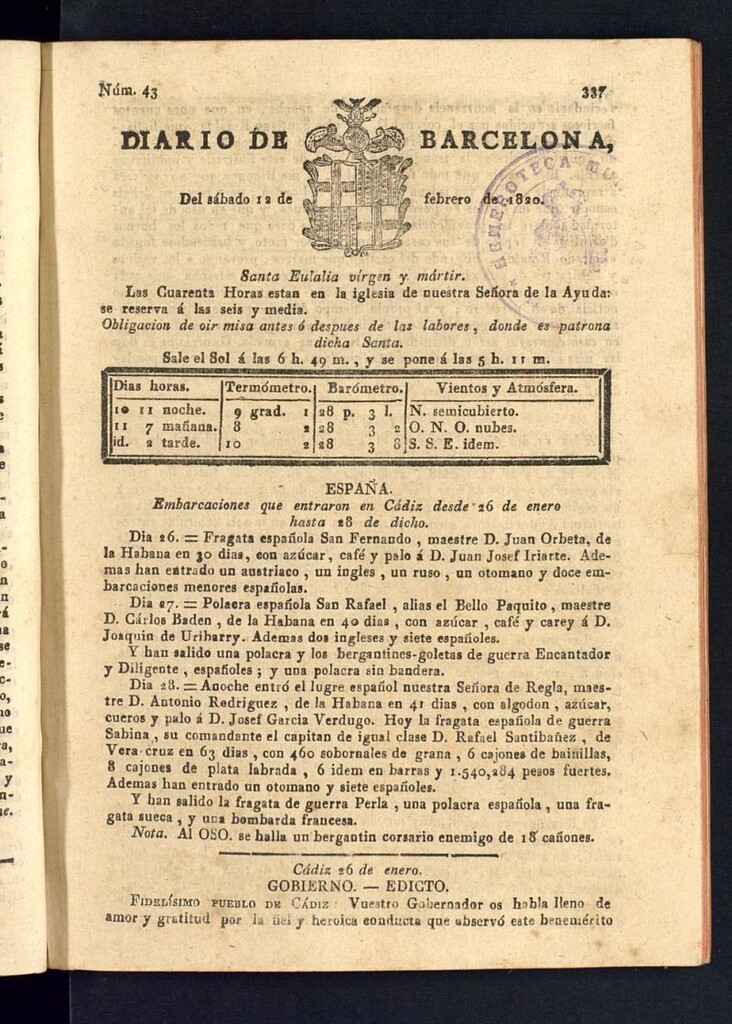 Núm. 43 337
DIARIO DE BARCELONA,
Del sábado 12 de febrero de 1820.
HEMEROTECA MU
Santa Eulalia vírgen y mártir.
Las Cuarenta Horas estan en la iglesia de nuestra Señora de la Ayuda:
se reserva á las seis y media.
Obligacion de oir misa antes ó despues de las labores, donde es patrona
dicha Santa.
Sale el Sol á las 6 h. 49 m., y se pone á las 5 h. 11 m.
Dias horas. Termómetro. Barómetro. Vientos y Atmósfera.
10 11 noche. 9 grad. 1 28 p. 3 l. N. semicubierto.
11 7 mañana. 8 2 28 3 2 O. N. O. nubes.
id. 2 tarde. 10 2 28 3 8 S. S. E. idem.
ESPAÑA.
Embarcaciones que entraron en Cádiz desde 26 de enero
hasta 28 de dicho.
Dia 26. = Fragata española San Fernando, maestre D. Juan Orbeta, de
la Habana en 30 dias, con azúcar, café y palo á D. Juan Josef Iriarte. Ade-
mas han entrado un austriaco, un ingles, un ruso, un otomano y doce em-
barcaciones menores españolas.
Dia 27. = Polacra española San Rafael, alias el Bello Paquito, maestre
D. Cárlos Baden, de la Habana en 40 dias, con azúcar, café y carey á D.
Joaquin de Uribarry. Ademas dos ingleses y siete españoles.
Y han salido una polacra y los bergantines-goletas de guerra Encantador
y Diligente, españoles; y una polacra sin bandera.
Dia 28. = Anoche entró el lugre español nuestra Señora de Regla, maes-
tre D. Antonio Redriguez, de la Habana en 41 dias, con algodon, azúcar,
cueros y palo á D. Josef Garcia Verdugo. Hoy la fragata española de guerra
Sabina, su comandante el capitan de igual clase D. Rafael Santibañez, de
Vera-cruz en 63 dias, con 460 sobornales de grana, 6 cajones de bainillas,
8 cajones de plata labrada, 6 idem en barras y 1.540,284 pesos fuertes.
Ademas han entrado un otomano y siete españoles.
Y han salido la fragata de guerra Perla, una polacra española, una fra-
gata sueca, y una bombarda francesa.
Nota. Al OSO. se halla un bergantin corsario enemigo de 18 cañones.
Cádiz 26 de enero.
GOBIERNO. — EDICTO.
FIDELÍSIMO PUEBLO DE CÁDIZ: Vuestro Gobernador os habla lleno de
amor y gratitud por la fiel y heroica conducta que observó este benemérito